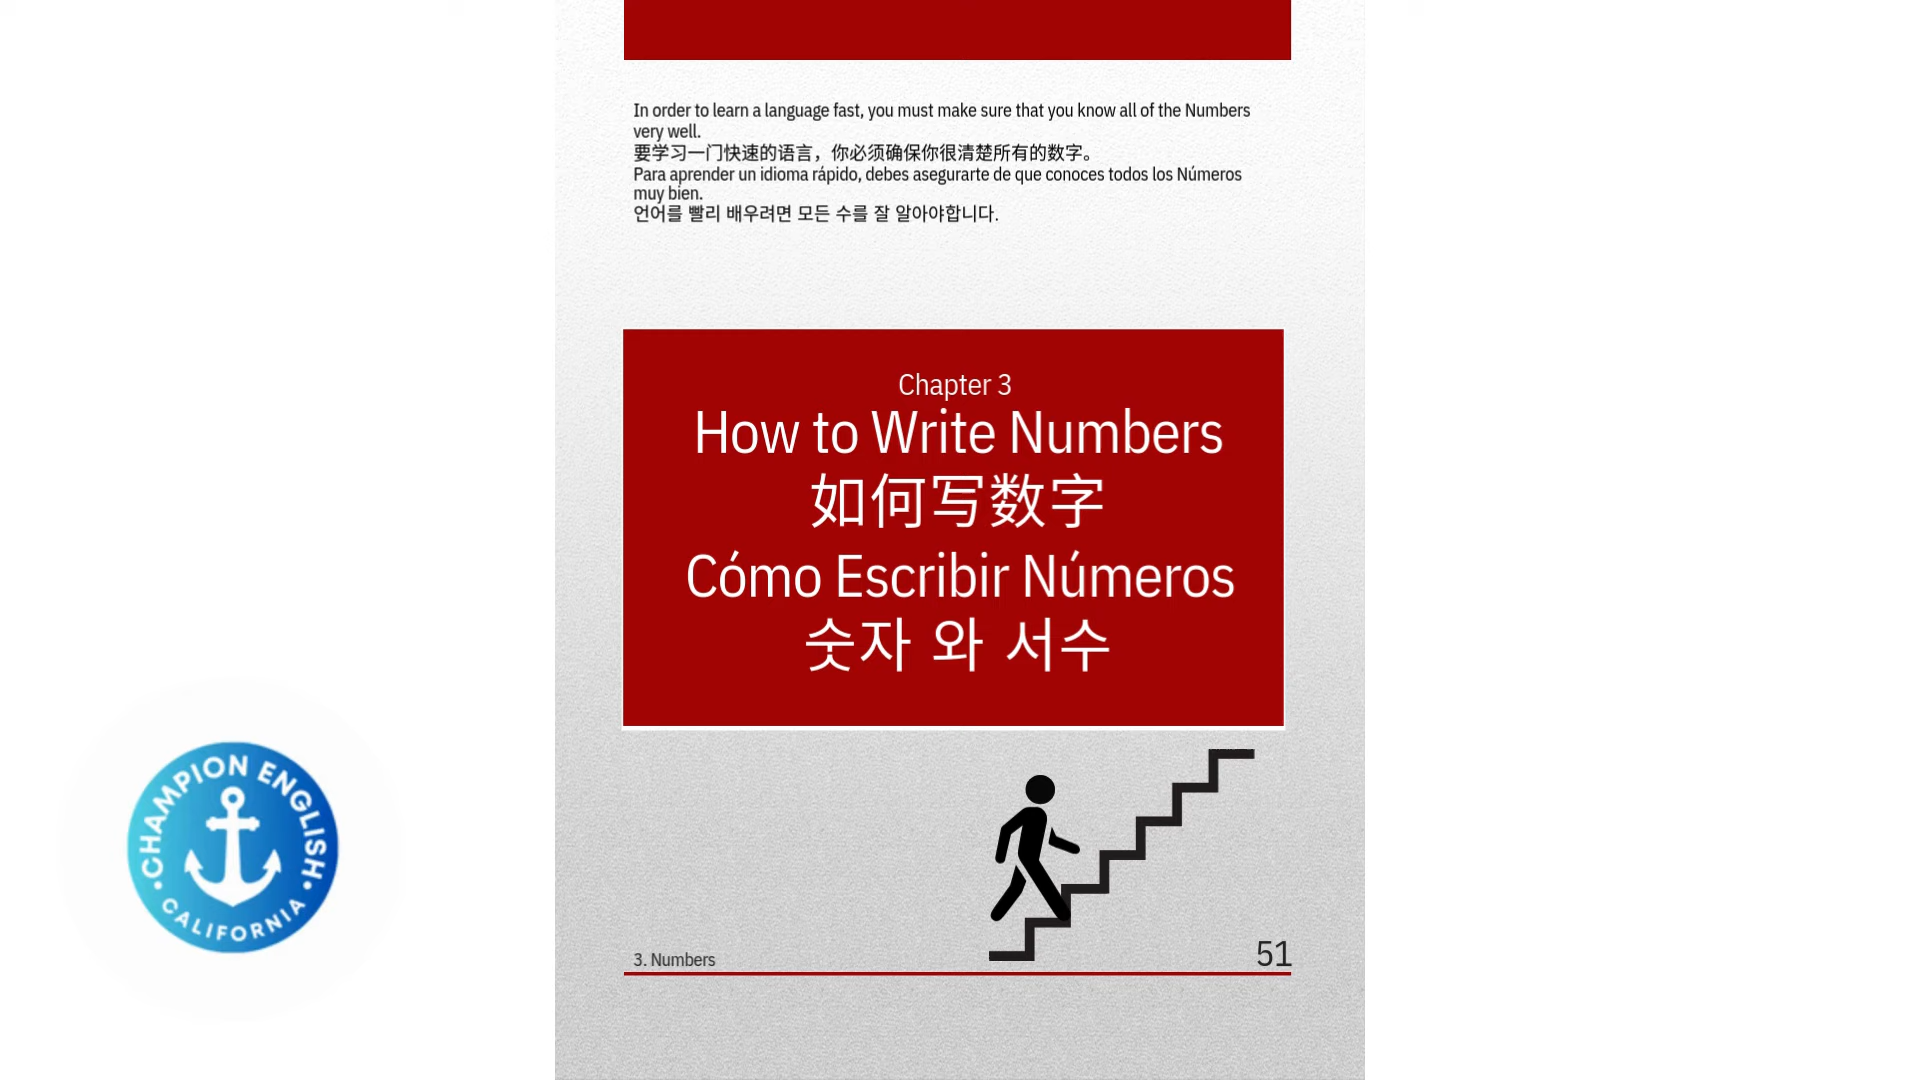 In order to learn a language fast, you must make sure that you know all of the Numbers
very well.
要学习一门快速的语言，你必须确保你很清楚所有的数字。
Para aprender un idioma rápido, debes asegurarte de que conoces todos los Números
muy bien.
언어를 빨리 배우려면 모든 수를 잘 알아야합니다.
Chapter 3
How to Write Numbers
如何写数字
Cómo Escribir Números
숫자 와 서수
CHAMPION ENGLISH
CALIFORNIA
3. Numbers
51